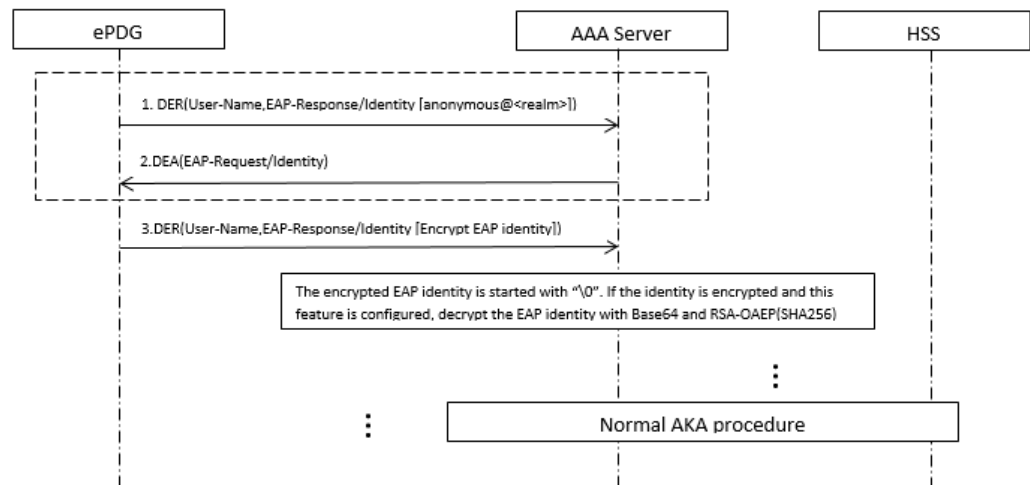 ePDG
AAA Server
HSS
1. DER(User-Name,EAP-Response/Identity [anonymous@<realm>])
2.DEA(EAP-Request/Identity)
3.DER(User-Name,EAP-Response/Identity [Encrypt EAP identity])
The encrypted EAP identity is started with “\0”. If the identity is encrypted and this
feature is configured, decrypt the EAP identity with Base64 and RSA-OAEP(SHA256)
Normal AKA procedure